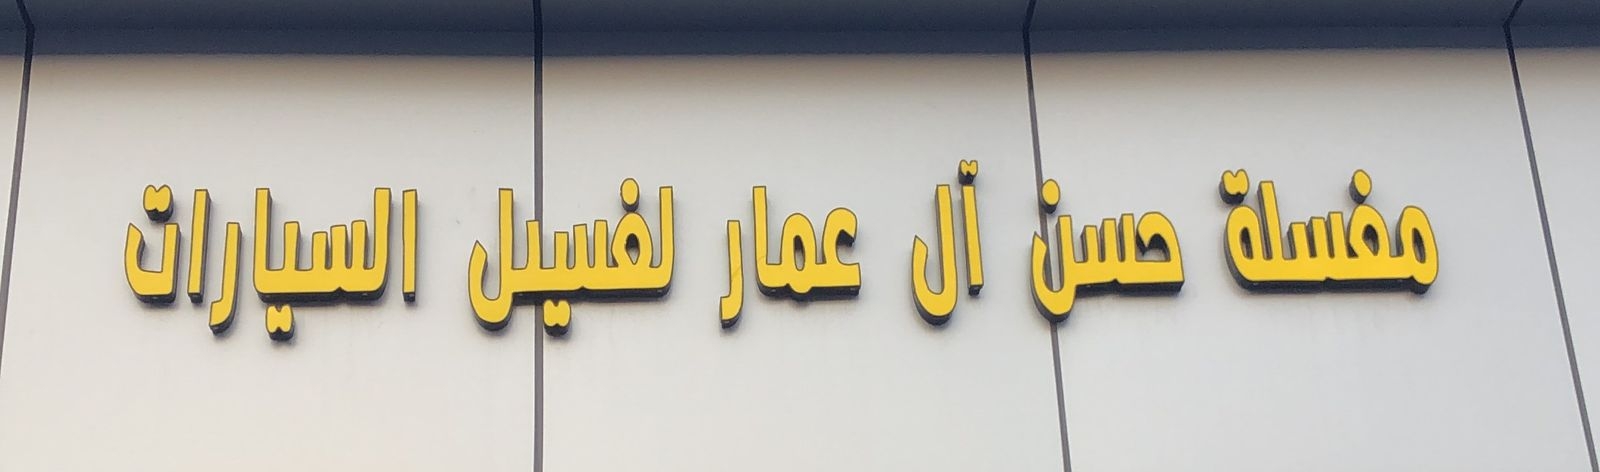 مغسلة حسن آل عمار لغسيل السيارات